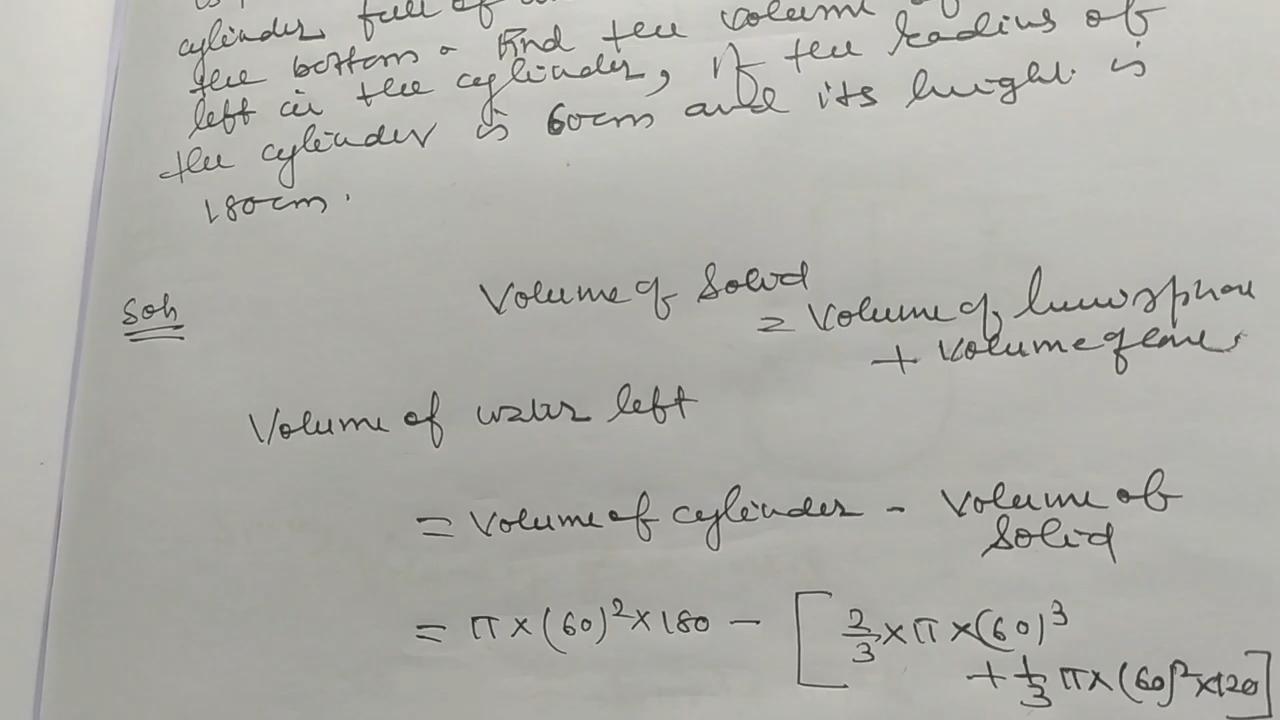 cylinder full of
the bottom. Find the volume
left in the cylinder, if the radius of
the cylinder is 60cm and its height is
180cm.
Soln
Volume of Solid
= Volume of hemisphere
+ Volume of cone
Volume of water left
= Volume of cylinder - Volume of
Solid
= π×(60)²×180 - [2/3×π×(60)³
+ 1/3 π×(60)²×120]